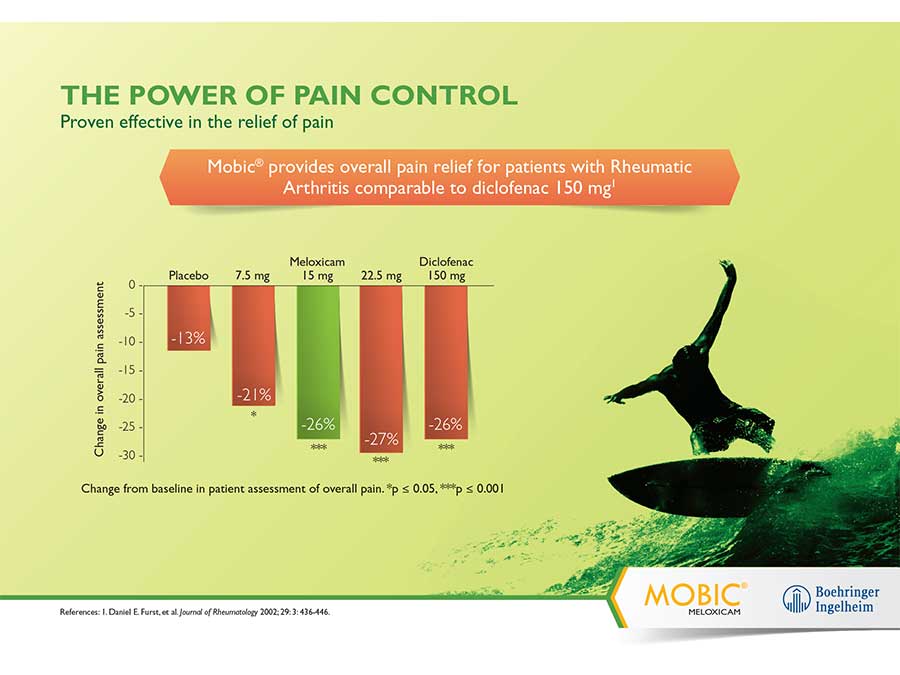 THE POWER OF PAIN CONTROL
Proven effective in the relief of pain
Mobic® provides overall pain relief for patients with Rheumatic
Arthritis comparable to diclofenac 150 mg¹
Change in overall pain assessment
Placebo
7.5 mg
Meloxicam
15 mg
22.5 mg
Diclofenac
150 mg
0
-5
-10
-15
-20
-25
-30
-13%
-21%
*
-26%
***
-27%
***
-26%
***
Change from baseline in patient assessment of overall pain. *p ≤ 0.05, ***p ≤ 0.001
References: 1. Daniel E. Furst, et al. Journal of Rheumatology 2002; 29: 3: 436-446.
MOBIC®
MELOXICAM
Boehringer
Ingelheim